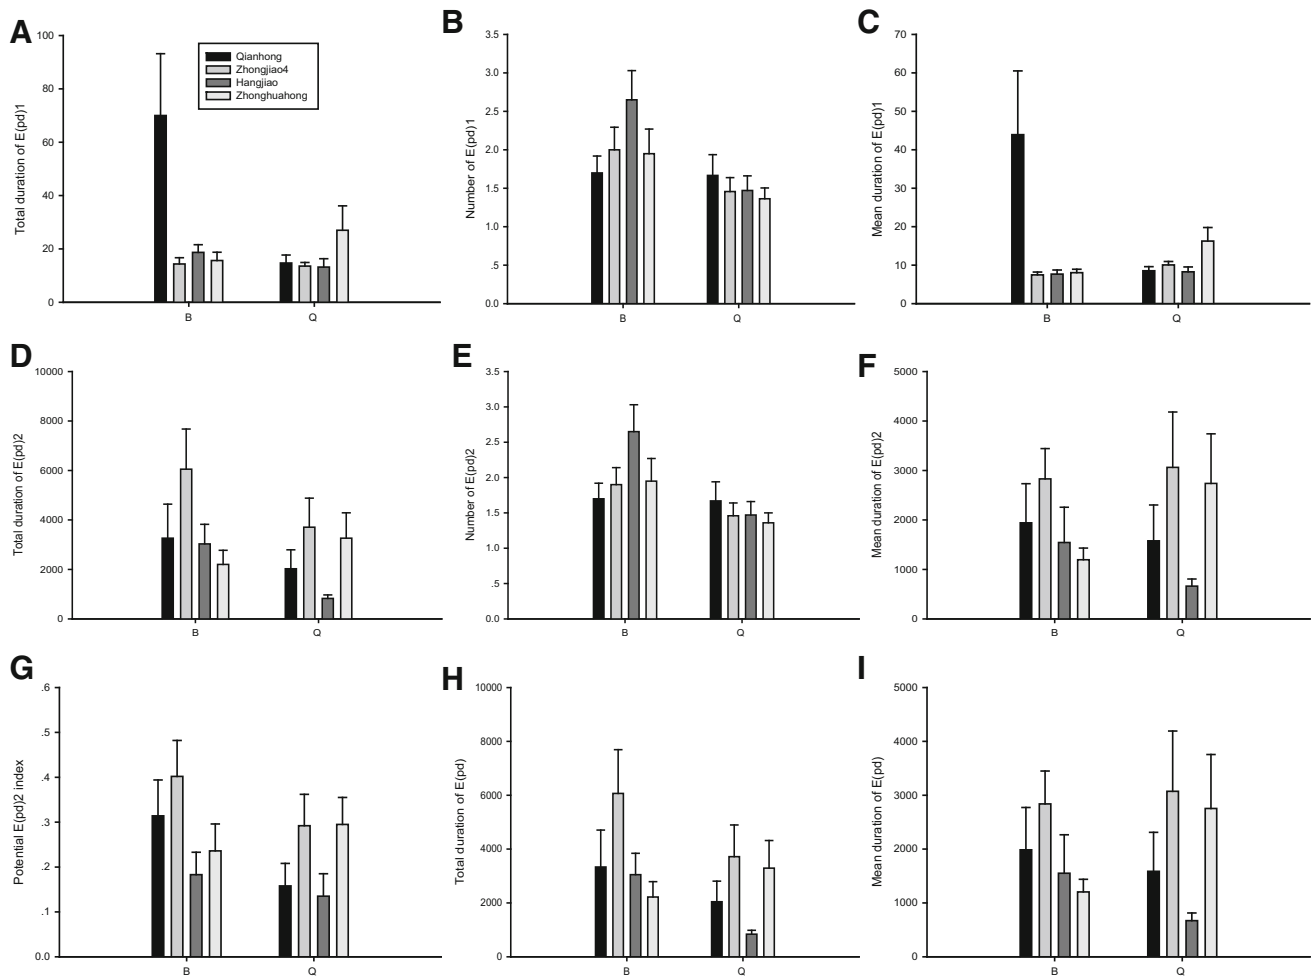 A
Total duration of E(pd)1
100
80
60
40
20
0
B
Q
Qianhong
Zhongjiao4
Hangjiao
Zhonghuahong
B
Number of E(pd)1
3.5
3.0
2.5
2.0
1.5
1.0
.5
0.0
B
Q
C
Mean duration of E(pd)1
70
60
50
40
30
20
10
0
B
Q
D
Total duration of E(pd)2
10000
8000
6000
4000
2000
0
B
Q
E
Number of E(pd)2
3.5
3.0
2.5
2.0
1.5
1.0
.5
0.0
B
Q
F
Mean duration of E(pd)2
5000
4000
3000
2000
1000
0
B
Q
G
Potential E(pd)2 index
.6
.5
.4
.3
.2
.1
0.0
B
Q
H
Total duration of E(pd)
10000
8000
6000
4000
2000
0
B
Q
I
Mean duration of E(pd)
5000
4000
3000
2000
1000
0
B
Q